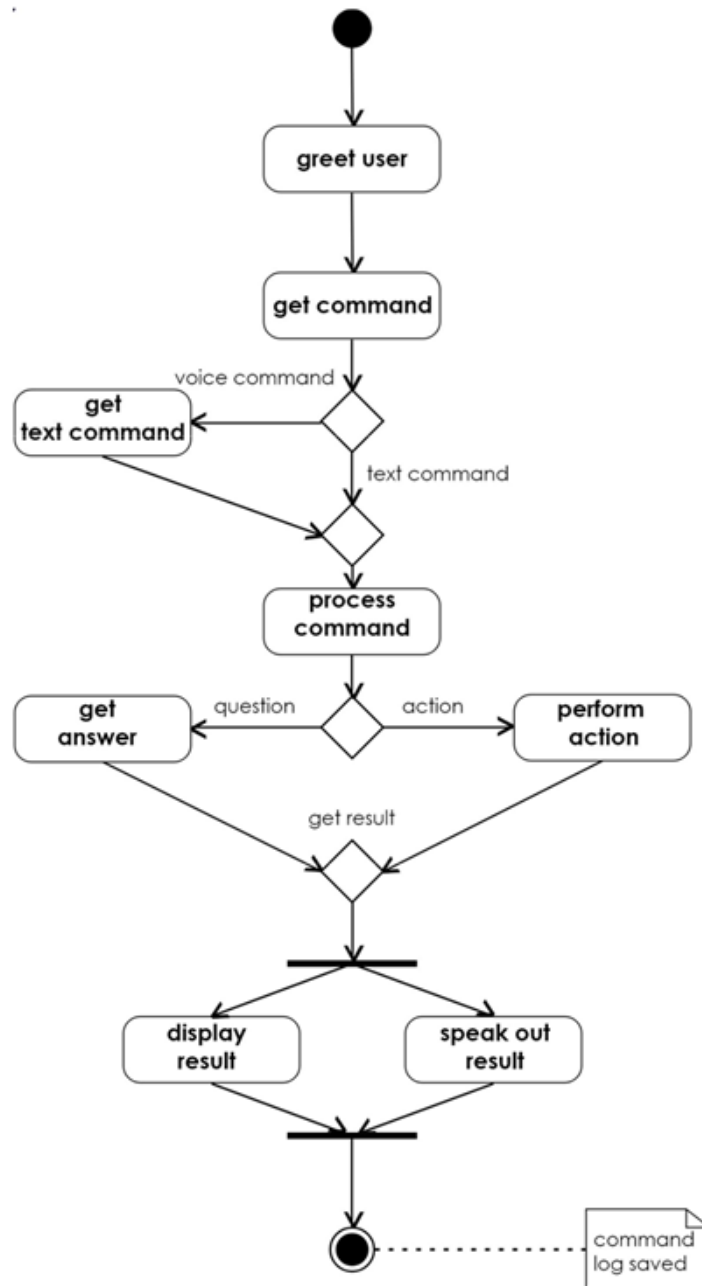 greet user
get command
voice command
get
text command
text command
process
command
question
action
get
answer
perform
action
get result
display
result
speak out
result
command
log saved